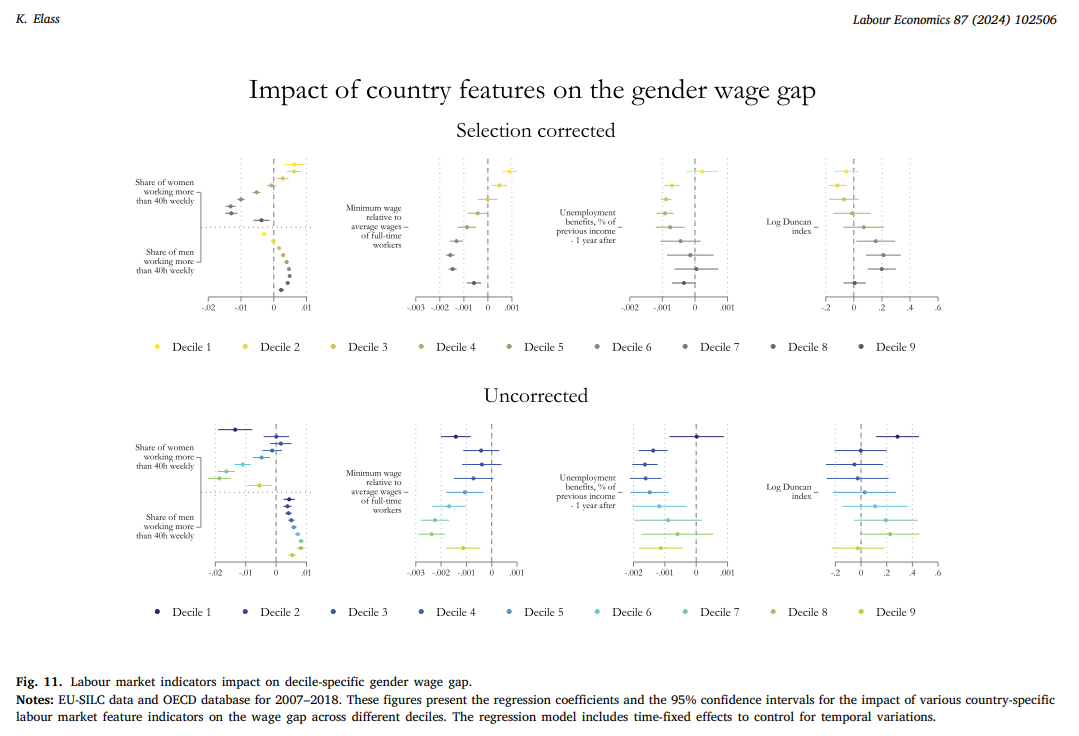 K. Elass
Labour Economics 87 (2024) 102506
Impact of country features on the gender wage gap
Selection corrected
Share of women
working more
than 40h weekly
Share of men
working more
than 40h weekly
-.02 -.01 0 .01
Minimum wage
relative to
average wages
of full-time
workers
-.003 -.002 -.001 0 .001
Unemployment
benefits, % of
previous income
- 1 year after
-.002 -.001 0 .001
Log Duncan
index
-.2 0 .2 .4 .6
Decile 1 Decile 2 Decile 3 Decile 4 Decile 5 Decile 6 Decile 7 Decile 8 Decile 9
Uncorrected
Share of women
working more
than 40h weekly
Share of men
working more
than 40h weekly
-.02 -.01 0 .01
Minimum wage
relative to
average wages
of full-time
workers
-.003 -.002 -.001 0 .001
Unemployment
benefits, % of
previous income
- 1 year after
-.002 -.001 0 .001
Log Duncan
index
-.2 0 .2 .4 .6
Decile 1 Decile 2 Decile 3 Decile 4 Decile 5 Decile 6 Decile 7 Decile 8 Decile 9
Fig. 11. Labour market indicators impact on decile-specific gender wage gap.
Notes: EU-SILC data and OECD database for 2007–2018. These figures present the regression coefficients and the 95% confidence intervals for the impact of various country-specific
labour market feature indicators on the wage gap across different deciles. The regression model includes time-fixed effects to control for temporal variations.